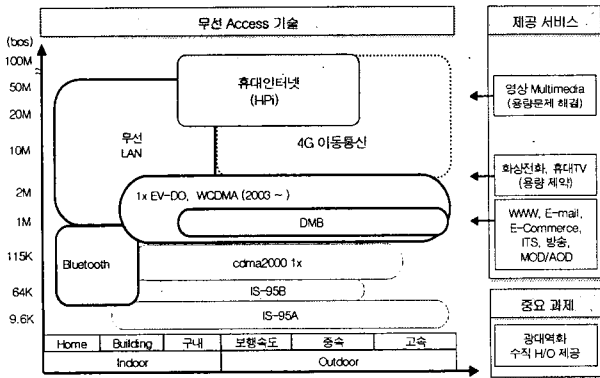 무선 Access 기술
제공 서비스
(bps)
100M
50M
20M
10M
2M
1M
115K
64K
9.6K
휴대인터넷
(HPi)
무선
LAN
4G 이동통신
1x EV-DO, WCDMA (2003 ~)
DMB
Bluetooth
cdma2000 1x
IS-95B
IS-95A
Home
Building
구내
보행속도
중속
고속
Indoor
Outdoor
영상 Multimedia
(용량문제 해결)
화상전화, 휴대TV
(용량 제약)
WWW, E-mail,
E-Commerce,
ITS, 방송,
MOD/AOD
중요 과제
광대역화
수직 H/O 제공